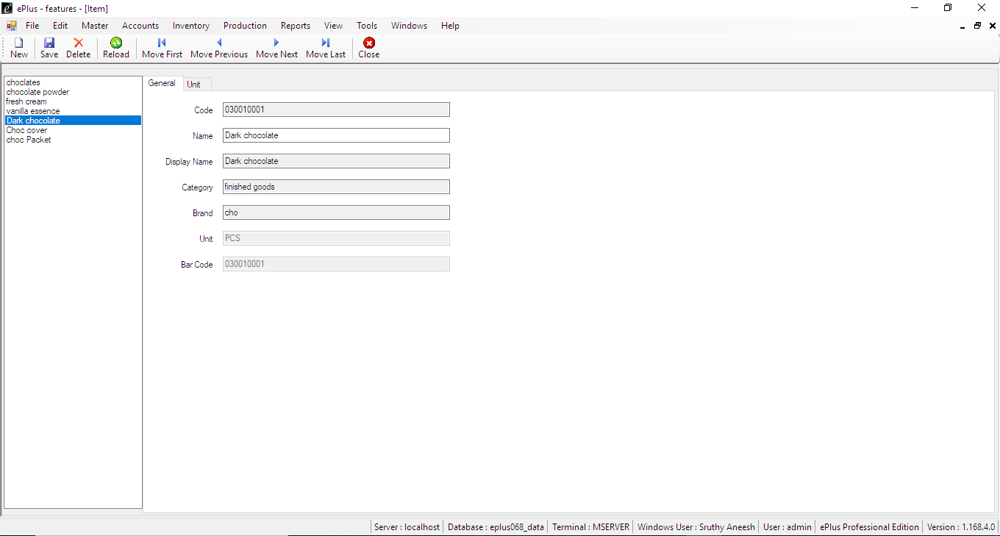 ePlus - features - [Item]
File Edit Master Accounts Inventory Production Reports View Tools Windows Help
New Save Delete Reload Move First Move Previous Move Next Move Last Close
choclates
chocolate powder
fresh cream
vanilla essence
Dark chocolate
Choc cover
choc Packet
General Unit
Code 030010001
Name Dark chocolate
Display Name Dark chocolate
Category finished goods
Brand cho
Unit PCS
Bar Code 030010001
Server : localhost Database : eplus068_data Terminal : MSERVER Windows User : Sruthy Aneesh User : admin ePlus Professional Edition Version : 1.168.4.0